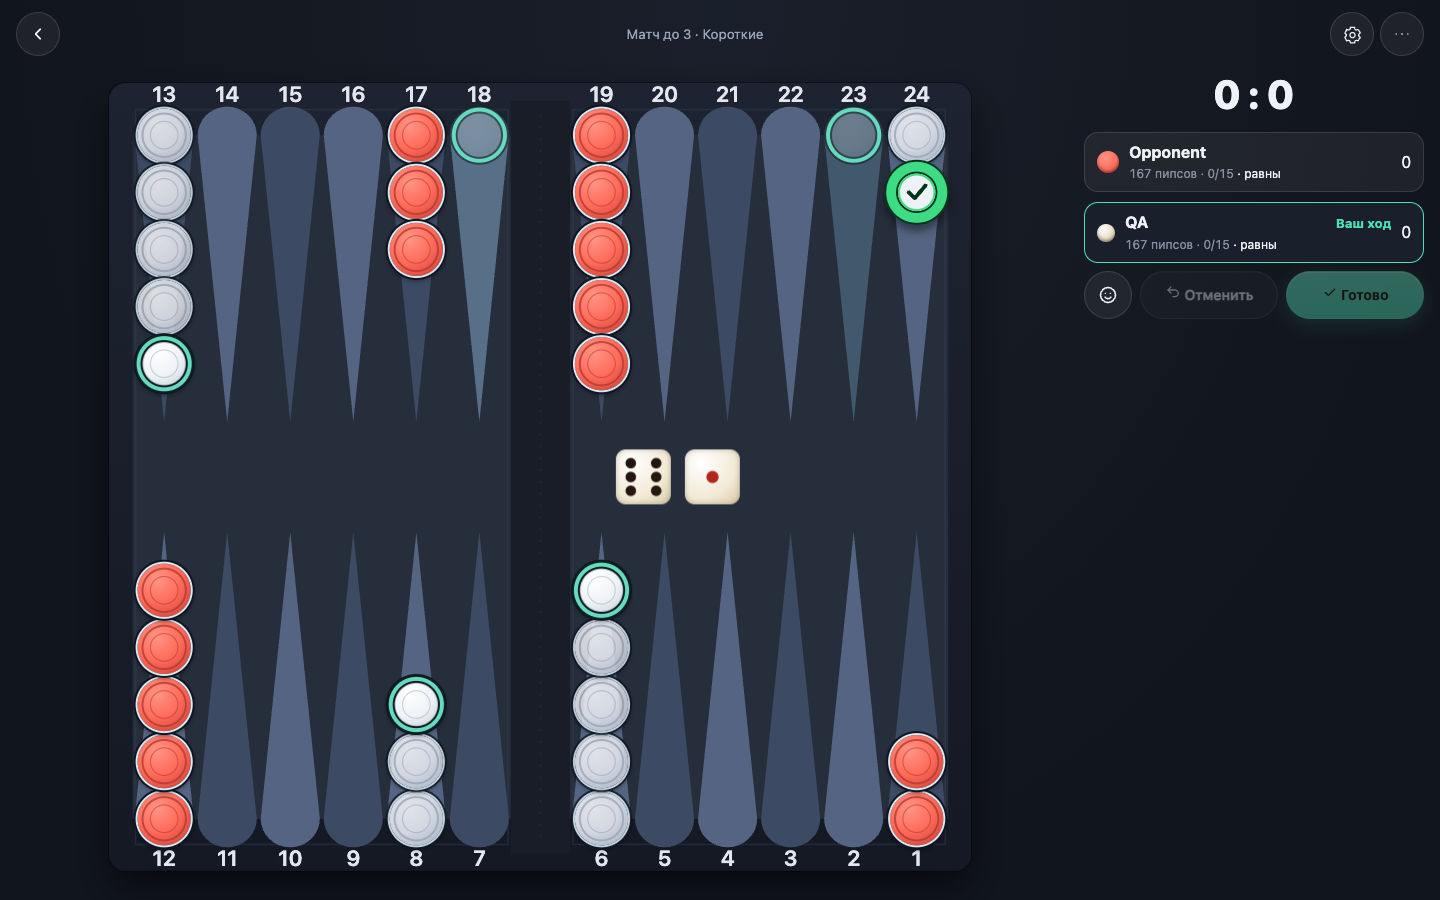 Матч до 3 · Короткие
13 14 15 16 17 18 19 20 21 22 23 24
12 11 10 9 8 7 6 5 4 3 2 1
0 : 0
Opponent
167 пипсов · 0/15 · равны
0
QA
Ваш ход
167 пипсов · 0/15 · равны
0
Отменить
Готово